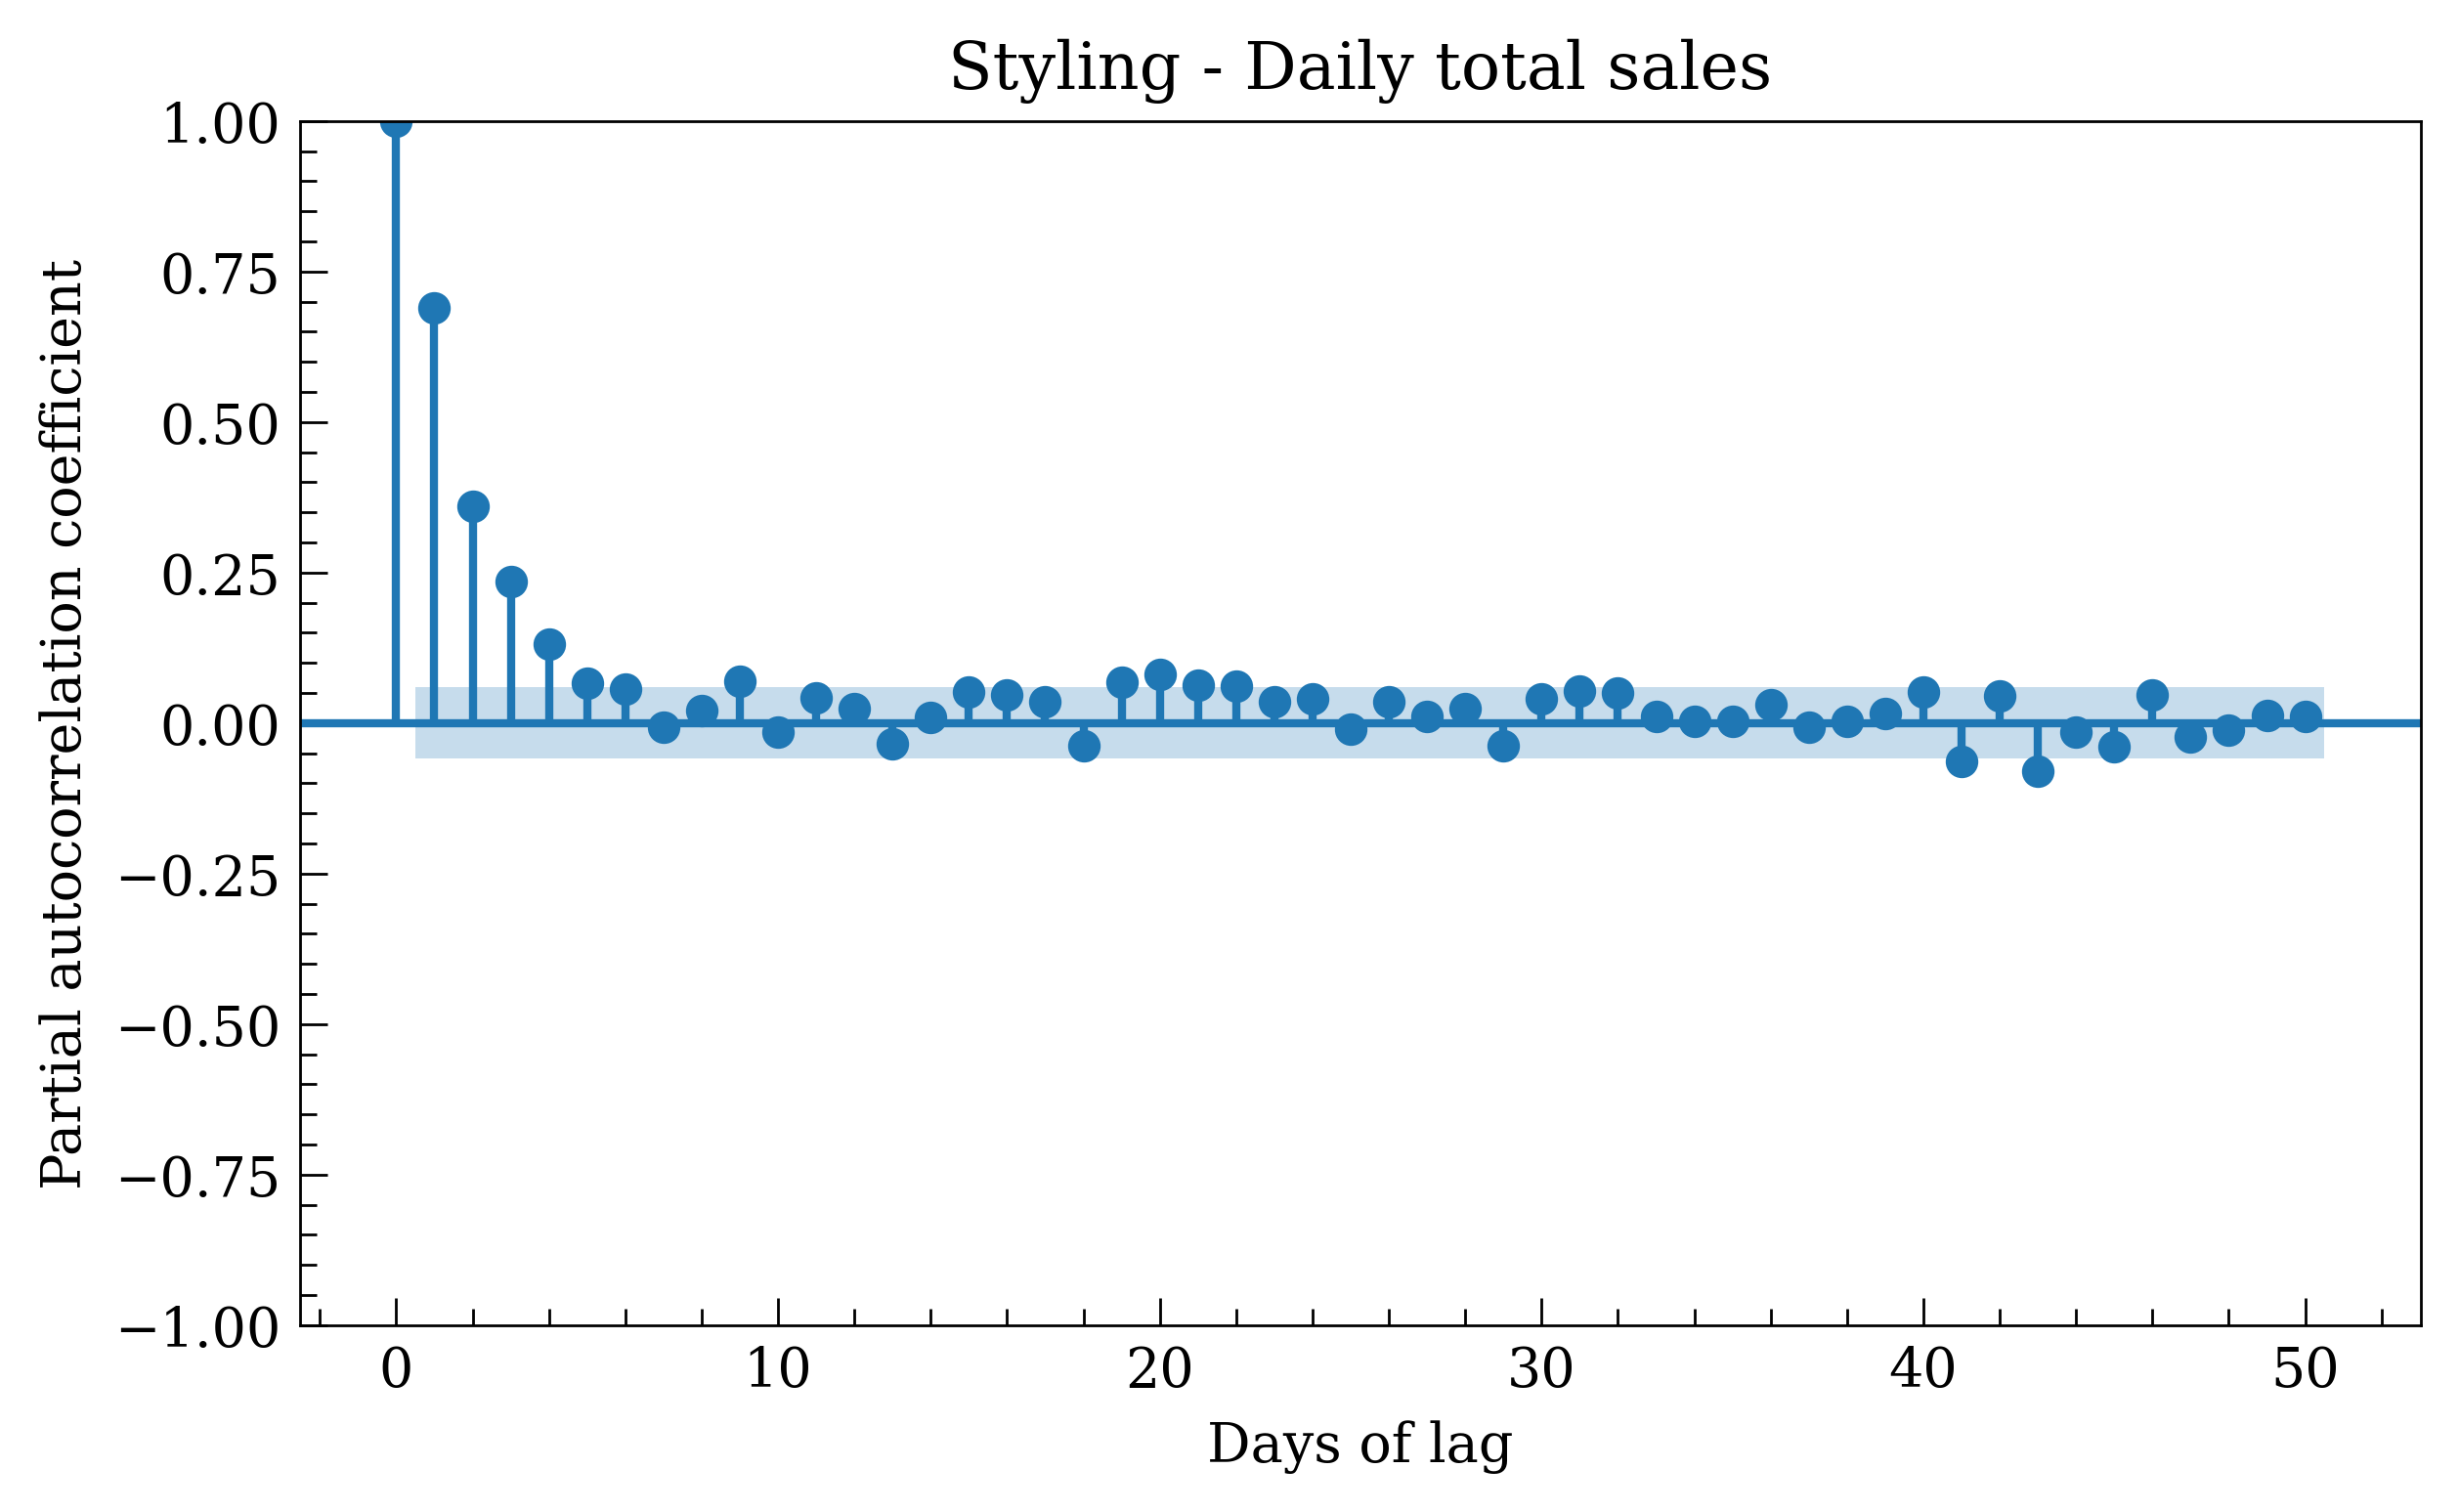 Styling - Daily total sales
Partial autocorrelation coefficient
1.00
0.75
0.50
0.25
0.00
−0.25
−0.50
−0.75
−1.00
0 10 20 30 40 50
Days of lag